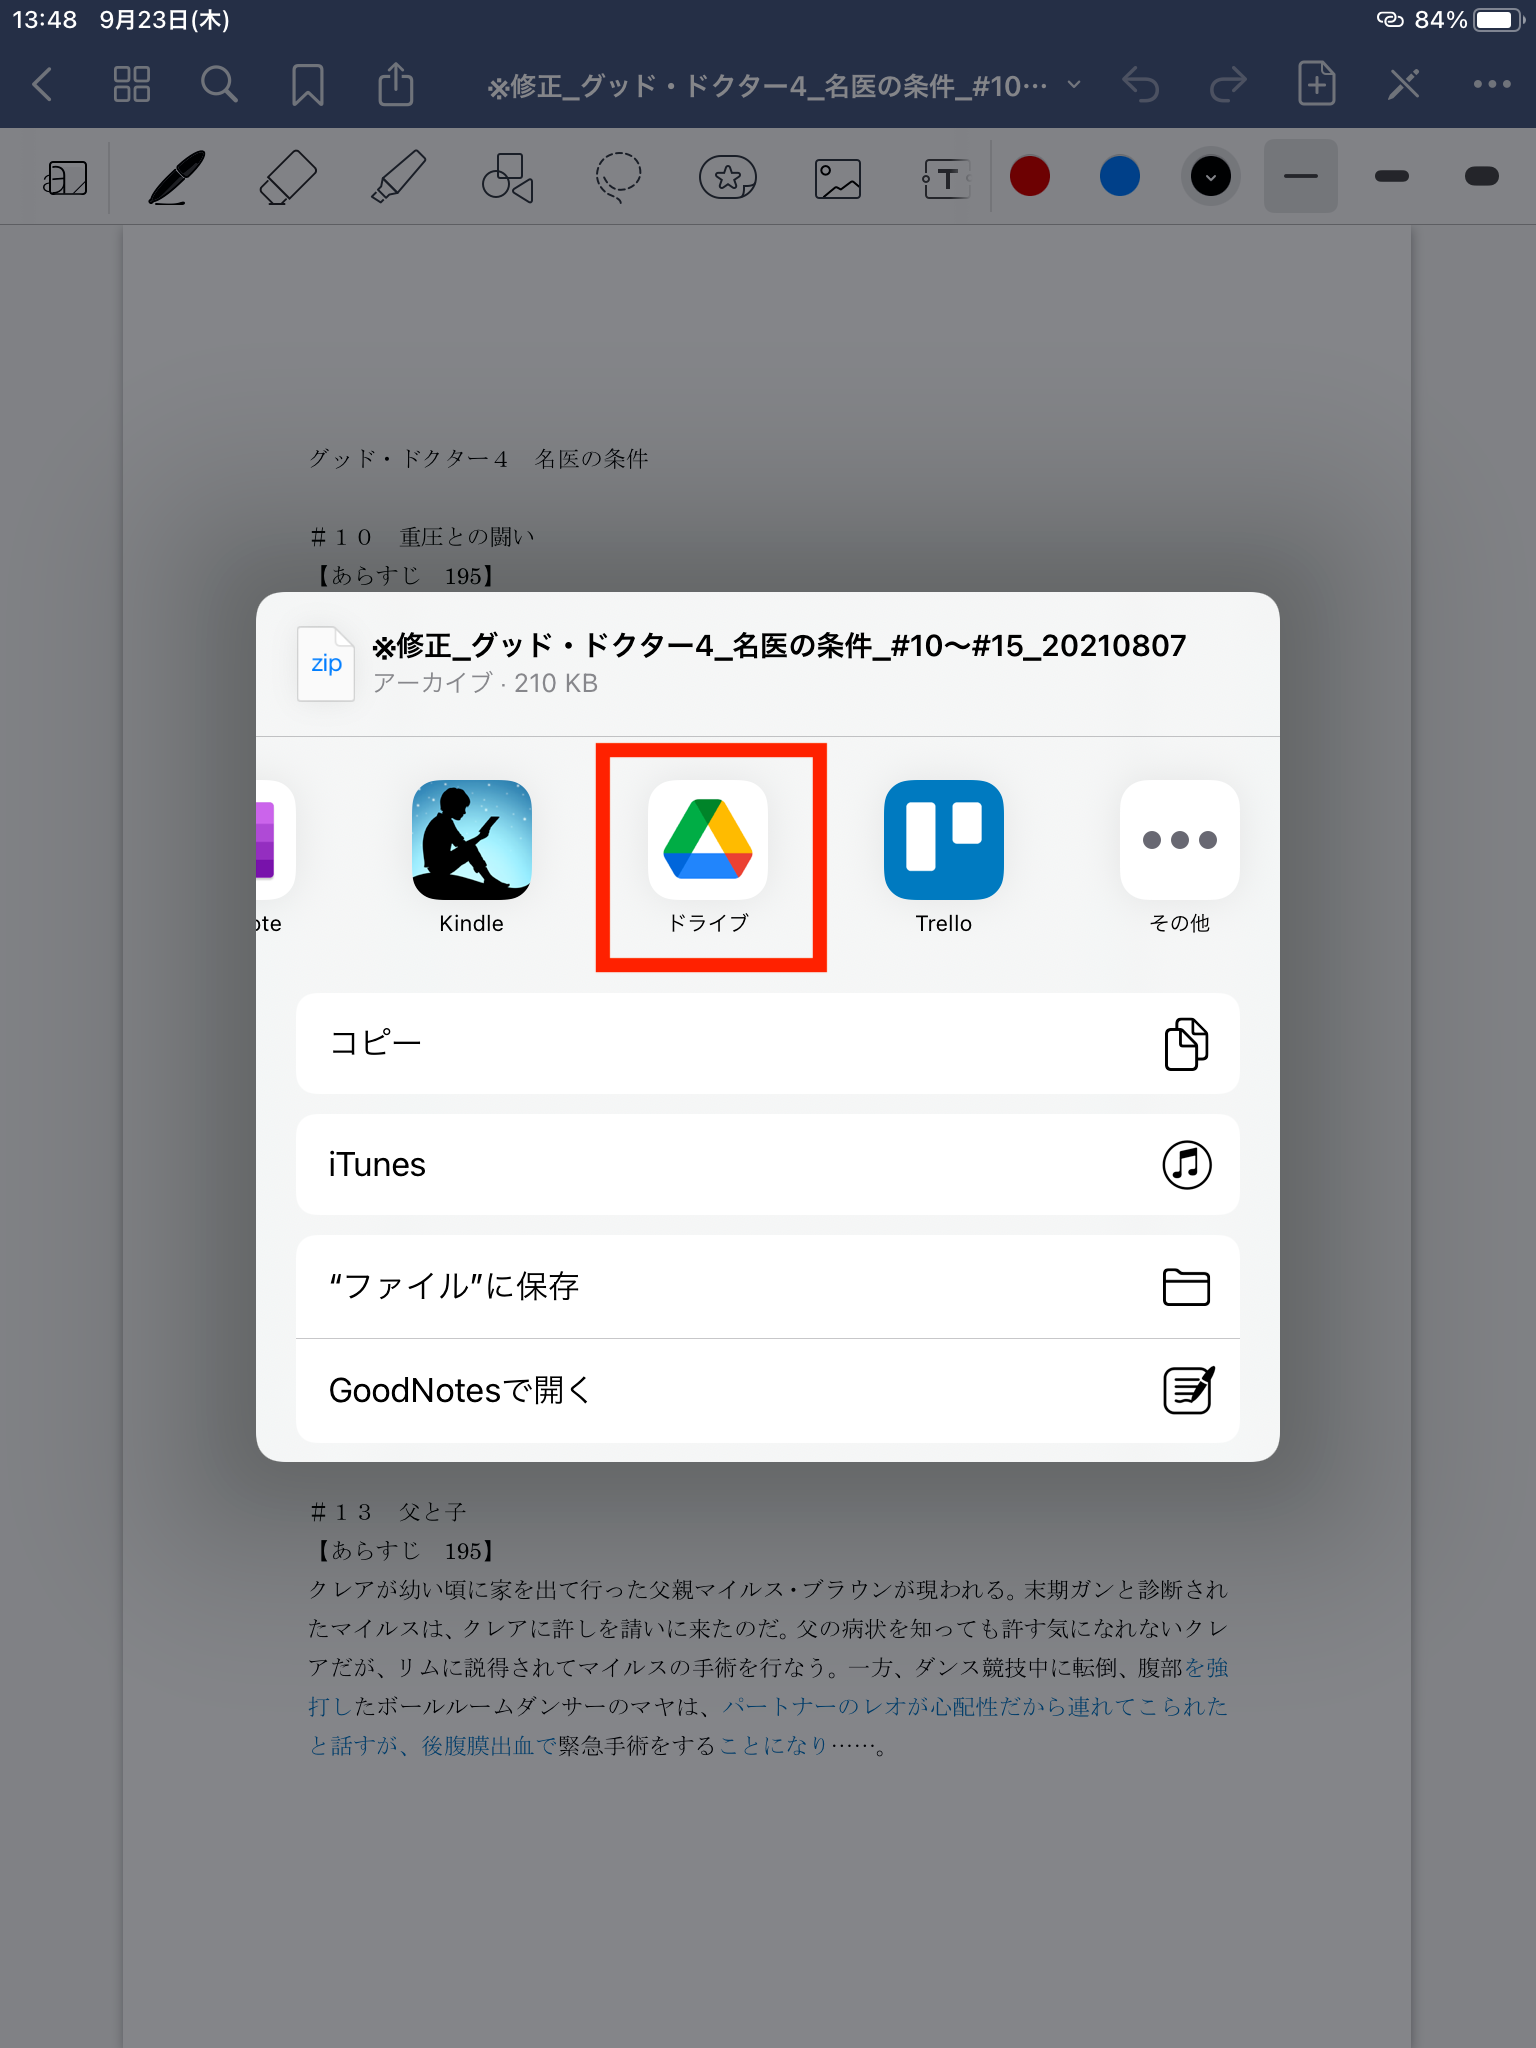 13:48 9月23日(木) 84%
※修正_グッド・ドクター4_名医の条件_#10…
T
グッド・ドクター４　名医の条件
＃１０　重圧との闘い
【あらすじ　195】
zip
※修正_グッド・ドクター4_名医の条件_#10〜#15_20210807
アーカイブ · 210 KB
ote
Kindle
ドライブ
Trello
その他
コピー
iTunes
“ファイル”に保存
GoodNotesで開く
＃１３　父と子
【あらすじ　195】
クレアが幼い頃に家を出て行った父親マイルス・ブラウンが現われる。末期ガンと診断され
たマイルスは、クレアに許しを請いに来たのだ。父の病状を知っても許す気になれないクレ
アだが、リムに説得されてマイルスの手術を行なう。一方、ダンス競技中に転倒、腹部を強
打したボールルームダンサーのマヤは、パートナーのレオが心配性だから連れてこられた
と話すが、後腹膜出血で緊急手術をすることになり……。